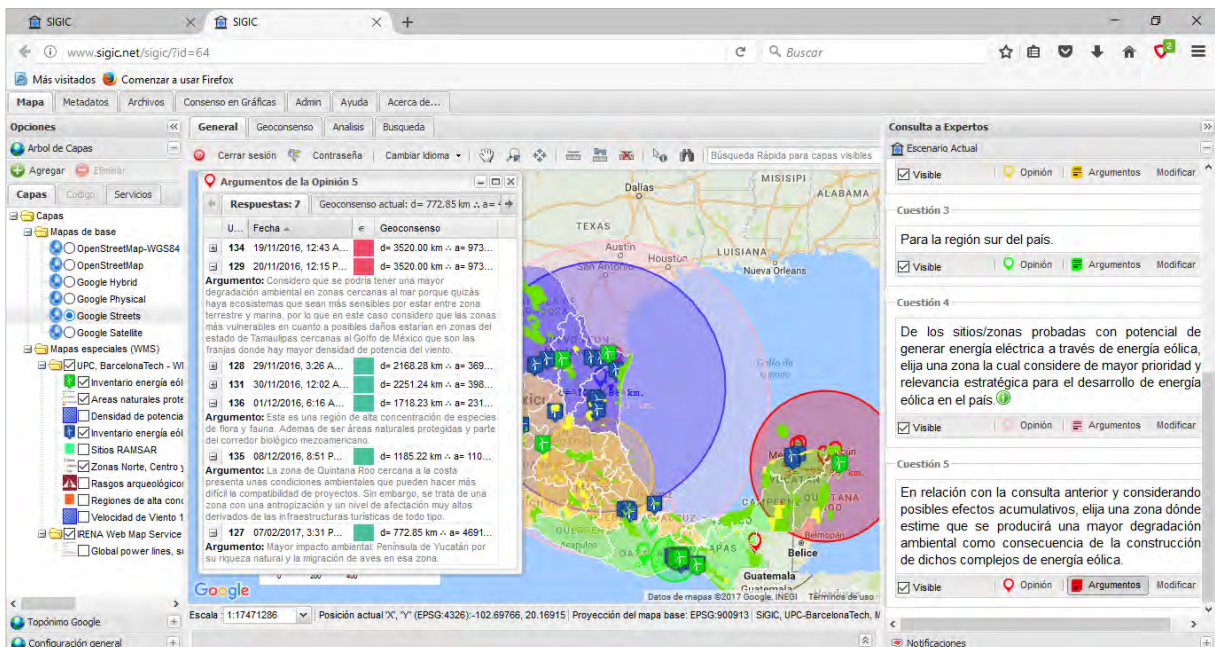 SIGIC
SIGIC
www.sigic.net/sigic/?id=64
Buscar
2
Más visitados Comenzar a usar Firefox
Mapa Metadatos Archivos Consenso en Gráficas Admin Ayuda Acerca de...
Opciones
Arbol de Capas
Agregar Eliminar
Capas Codigo Servicios
Capas
Mapas de base
OpenStreetMap-WGS84
OpenStreetMap
Google Hybrid
Google Physical
Google Streets
Google Satellite
Mapas especiales (WMS)
UPC, BarcelonaTech - WI
Inventario energía eól
Areas naturales prote
Densidad de potencia
Inventario energía eól
Sitios RAMSAR
Zonas Norte, Centro y
Rasgos arqueológicos
Regiones de alta conc
Velocidad de Viento 1
IRENA Web Map Service
Global power lines, su
Topónimo Google
Configuración general
General Geoconsenso Analisis Busqueda
Cerrar sesión Contraseña Cambiar Idioma Búsqueda Rápida para capas visibles
Argumentos de la Opinión 5
Respuestas: 7 Geoconsenso actual: d= 772.85 km ∴ a=
U... Fecha Geoconsenso
134 19/11/2016, 12:43 A... d= 3520.00 km ∴ a= 973...
129 20/11/2016, 12:15 P... d= 3520.00 km ∴ a= 973...
Argumento: Considero que se podría tener una mayor
degradación ambiental en zonas cercanas al mar porque quizás
haya ecosistemas que sean más sensibles por estar entre zona
terrestre y marina, por lo que en este caso considero que las zonas
más vulnerables en cuanto a posibles daños estarían en zonas del
estado de Tamaulipas cercanas al Golfo de México que son las
franjas donde hay mayor densidad de potencia del viento.
128 29/11/2016, 3:26 A... d= 2168.28 km ∴ a= 369...
131 30/11/2016, 12:02 A... d= 2251.24 km ∴ a= 398...
136 01/12/2016, 6:16 A... d= 1718.23 km ∴ a= 231...
Argumento: Esta es una región de alta concentración de especies
de flora y fauna. Ademas de ser áreas naturales protegidas y parte
del corredor biológico mezoamericano.
135 08/12/2016, 8:51 P... d= 1185.22 km ∴ a= 110...
Argumento: La zona de Quintana Roo cercana a la costa
presenta unas condiciones ambientales que pueden hacer más
difícil la compatibilidad de proyectos. Sin embargo, se trata de una
zona con una antropización y un nivel de afectación muy altos
derivados de las infraestructuras turísticas de todo tipo.
127 07/02/2017, 3:31 P... d= 772.85 km ∴ a= 4691...
Argumento: Mayor impacto ambiental. Península de Yucatán por
su riqueza natural y la migración de aves en esa zona.
Dallas
MISISIPI
ALABAMA
TEXAS
Austin
LUISIANA
Houston
San Antonio
Nueva Orleans
Golfo de
YUCATAN
CAMPECHE
QUINTANA
GUERRERO
Acapulco
Belmopán
Belice
Guatemala
Guatemala
Google
0 200 400
Datos de mapas ©2017 Google, INEGI Términos de uso
Escala : 1:17471286 Posición actual 'X', 'Y' (EPSG:4326):-102.69766, 20.16915 Proyección del mapa base: EPSG:900913 SIGIC, UPC-BarcelonaTech,
Consulta a Expertos
Escenario Actual
Visible Opinión Argumentos Modificar
Cuestión 3
Para la región sur del país.
Visible Opinión Argumentos Modificar
Cuestión 4
De los sitios/zonas probadas con potencial de
generar energía eléctrica a través de energía eólica,
elija una zona la cual considere de mayor prioridad y
relevancia estratégica para el desarrollo de energía
eólica en el país.
Visible Opinión Argumentos Modificar
Cuestión 5
En relación con la consulta anterior y considerando
posibles efectos acumulativos, elija una zona dónde
estime que se producirá una mayor degradación
ambiental como consecuencia de la construcción
de dichos complejos de energía eólica.
Visible Opinión Argumentos Modificar
Notificaciones